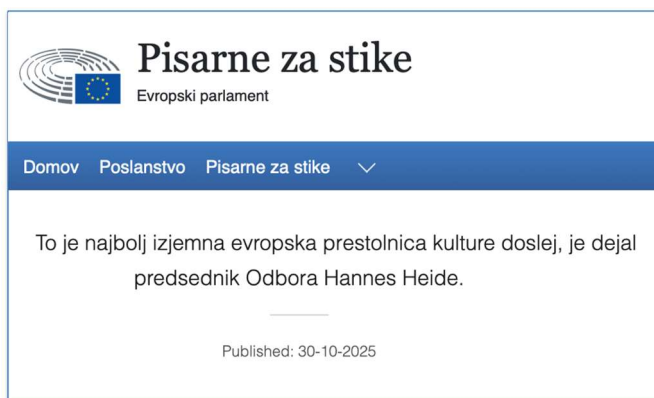 Pisarne za stike
Evropski parlament
Domov Poslanstvo Pisarne za stike
To je najbolj izjemna evropska prestolnica kulture doslej, je dejal
predsednik Odbora Hannes Heide.
Published: 30-10-2025